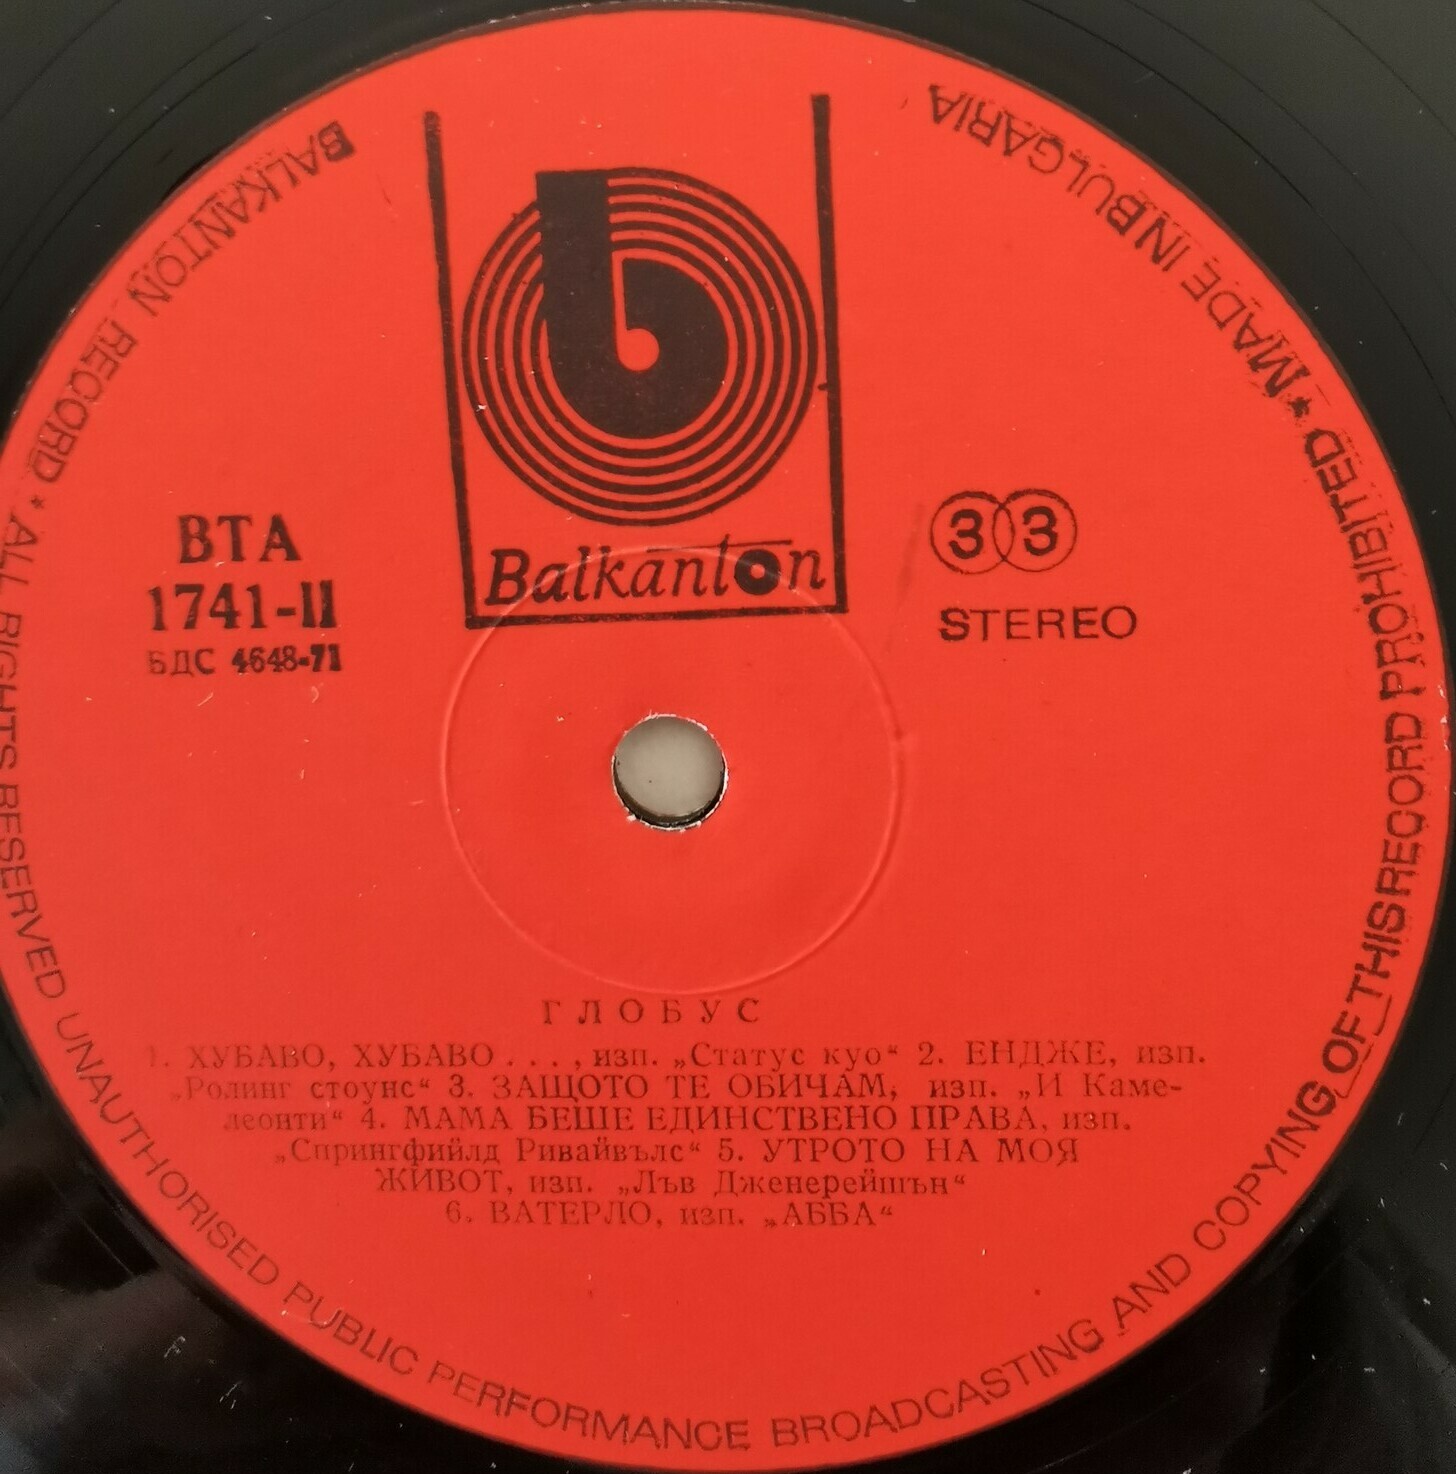 BALKANTON RECORD * ALL RIGHTS RESERVED UNAUTHORISED PUBLIC PERFORMANCE BROADCASTING AND COPYING OF THIS RECORD PROHIBITED * MADE IN BULGARIA
Balkanton
ВТА
1741-II
БДС 4648-71
33
STEREO
ГЛОБУС
1. ХУБАВО, ХУБАВО . . . , изп. „Статус куо“ 2. ЕНДЖЕ, изп.
„Ролинг стоунс“ 3. ЗАЩОТО ТЕ ОБИЧАМ, изп. „И Каме-
леонти“ 4. МАМА БЕШЕ ЕДИНСТВЕНО ПРАВА, изп.
„Спрингфийлд Ривайвълс“ 5. УТРОТО НА МОЯ
ЖИВОТ, изп. „Лъв Дженерейшън“
6. ВАТЕРЛО, изп. „АББА“